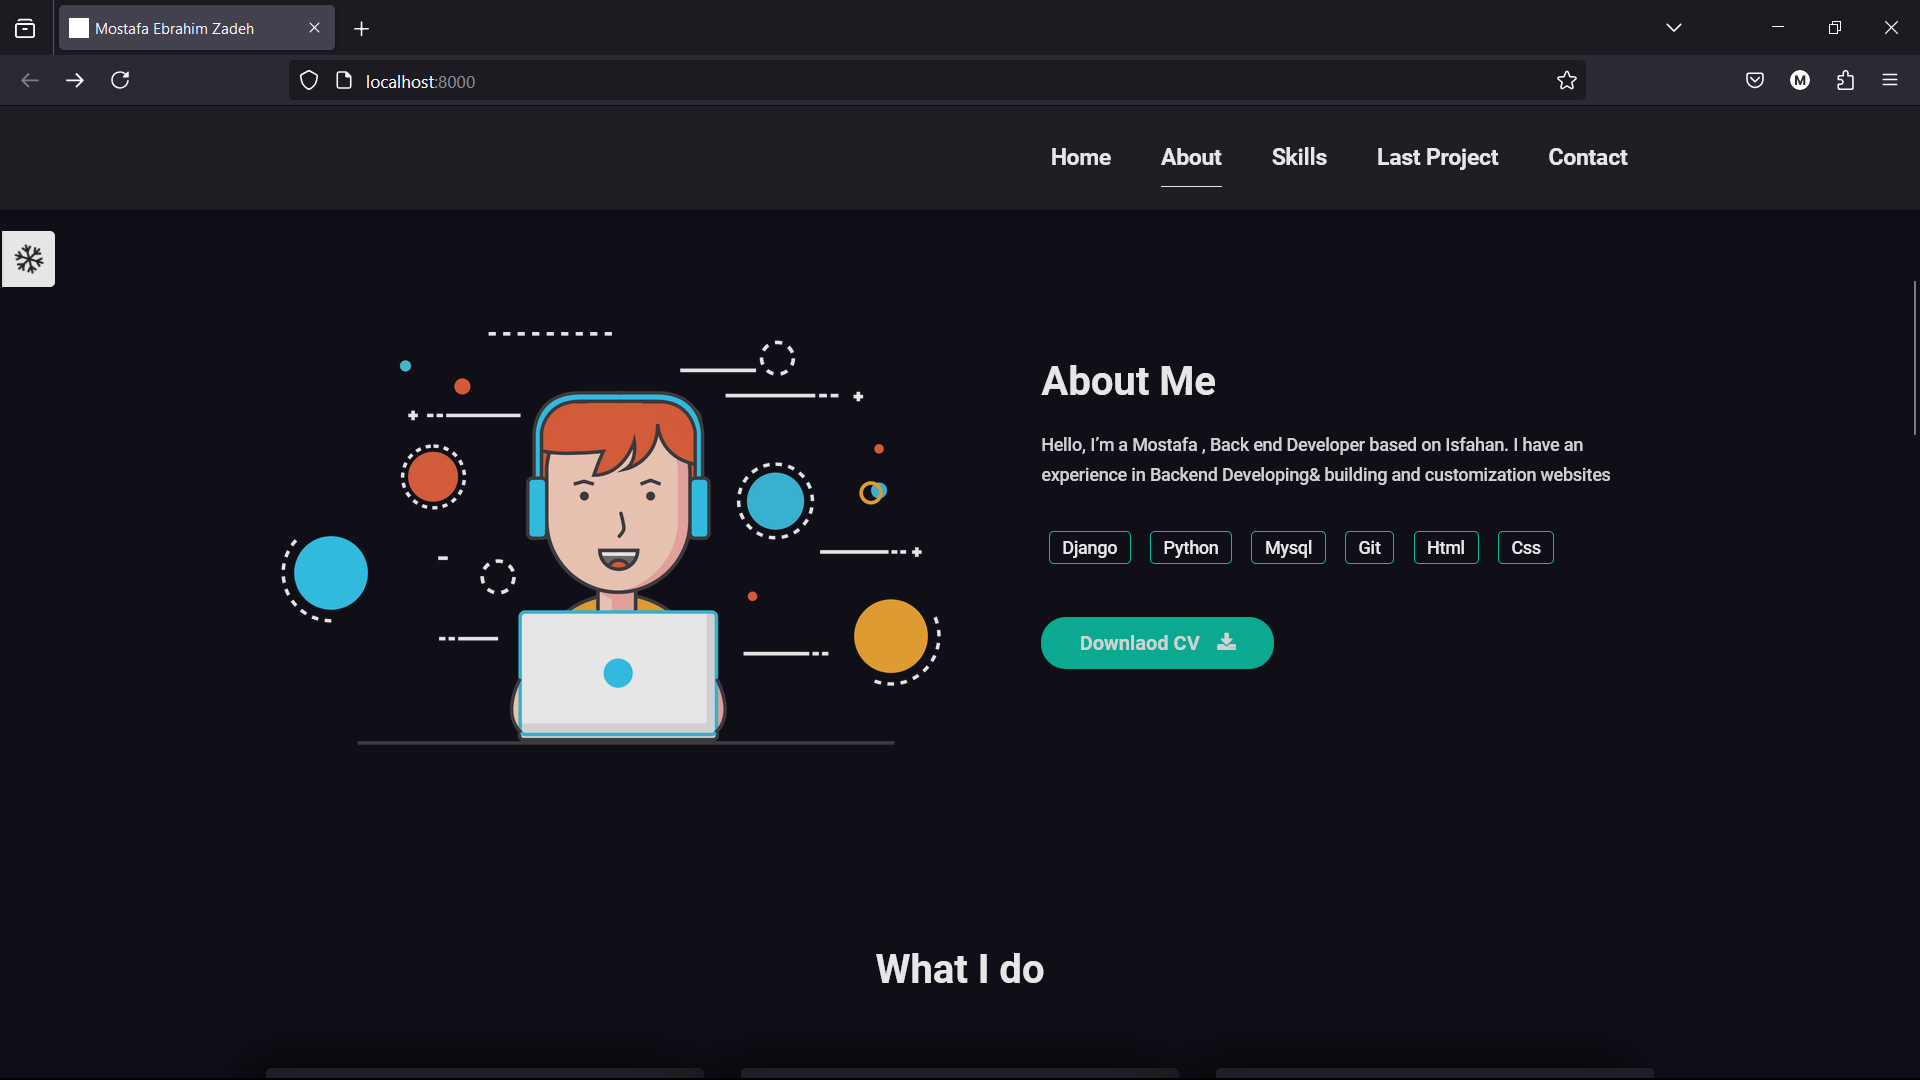 Mostafa Ebrahim Zadeh
localhost:8000
M
Home About Skills Last Project Contact
About Me
Hello, I’m a Mostafa , Back end Developer based on Isfahan. I have an
experience in Backend Developing& building and customization websites
Django Python Mysql Git Html Css
Downlaod CV
What I do